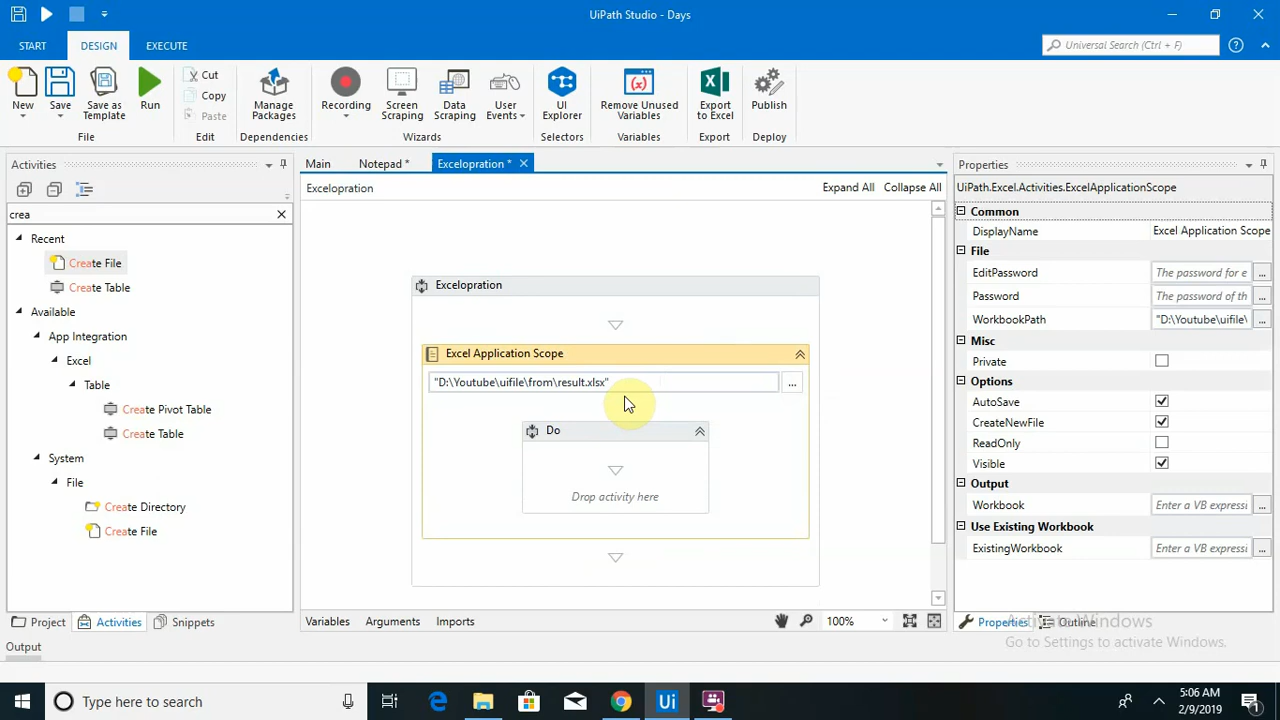 UiPath Studio - Days
START DESIGN EXECUTE
Universal Search (Ctrl + F)
New Save Save as Template Run
Cut
Copy
Paste
Manage Packages
Recording
Screen Scraping
Data Scraping
User Events
UI Explorer
Remove Unused Variables
Export to Excel
Publish
File Edit Dependencies Wizards Selectors Variables Export Deploy
Activities
crea
Recent
Create File
Create Table
Available
App Integration
Excel
Table
Create Pivot Table
Create Table
System
File
Create Directory
Create File
Project Activities Snippets
Output
Main Notepad * Excelopration *
Excelopration Expand All Collapse All
Excelopration
Excel Application Scope
"D:\Youtube\uifile\from\result.xlsx"
...
Do
Drop activity here
Variables Arguments Imports 100%
Properties
UiPath.Excel.Activities.ExcelApplicationScope
Common
DisplayName Excel Application Scope
File
EditPassword The password for e ...
Password The password of th ...
WorkbookPath "D:\Youtube\uifile\ ...
Misc
Private
Options
AutoSave
CreateNewFile
ReadOnly
Visible
Output
Workbook Enter a VB expressi ...
Use Existing Workbook
ExistingWorkbook Enter a VB expressi ...
Properties Outline
Activate Windows
Go to Settings to activate Windows.
Type here to search
Ui
5:06 AM
2/9/2019
1